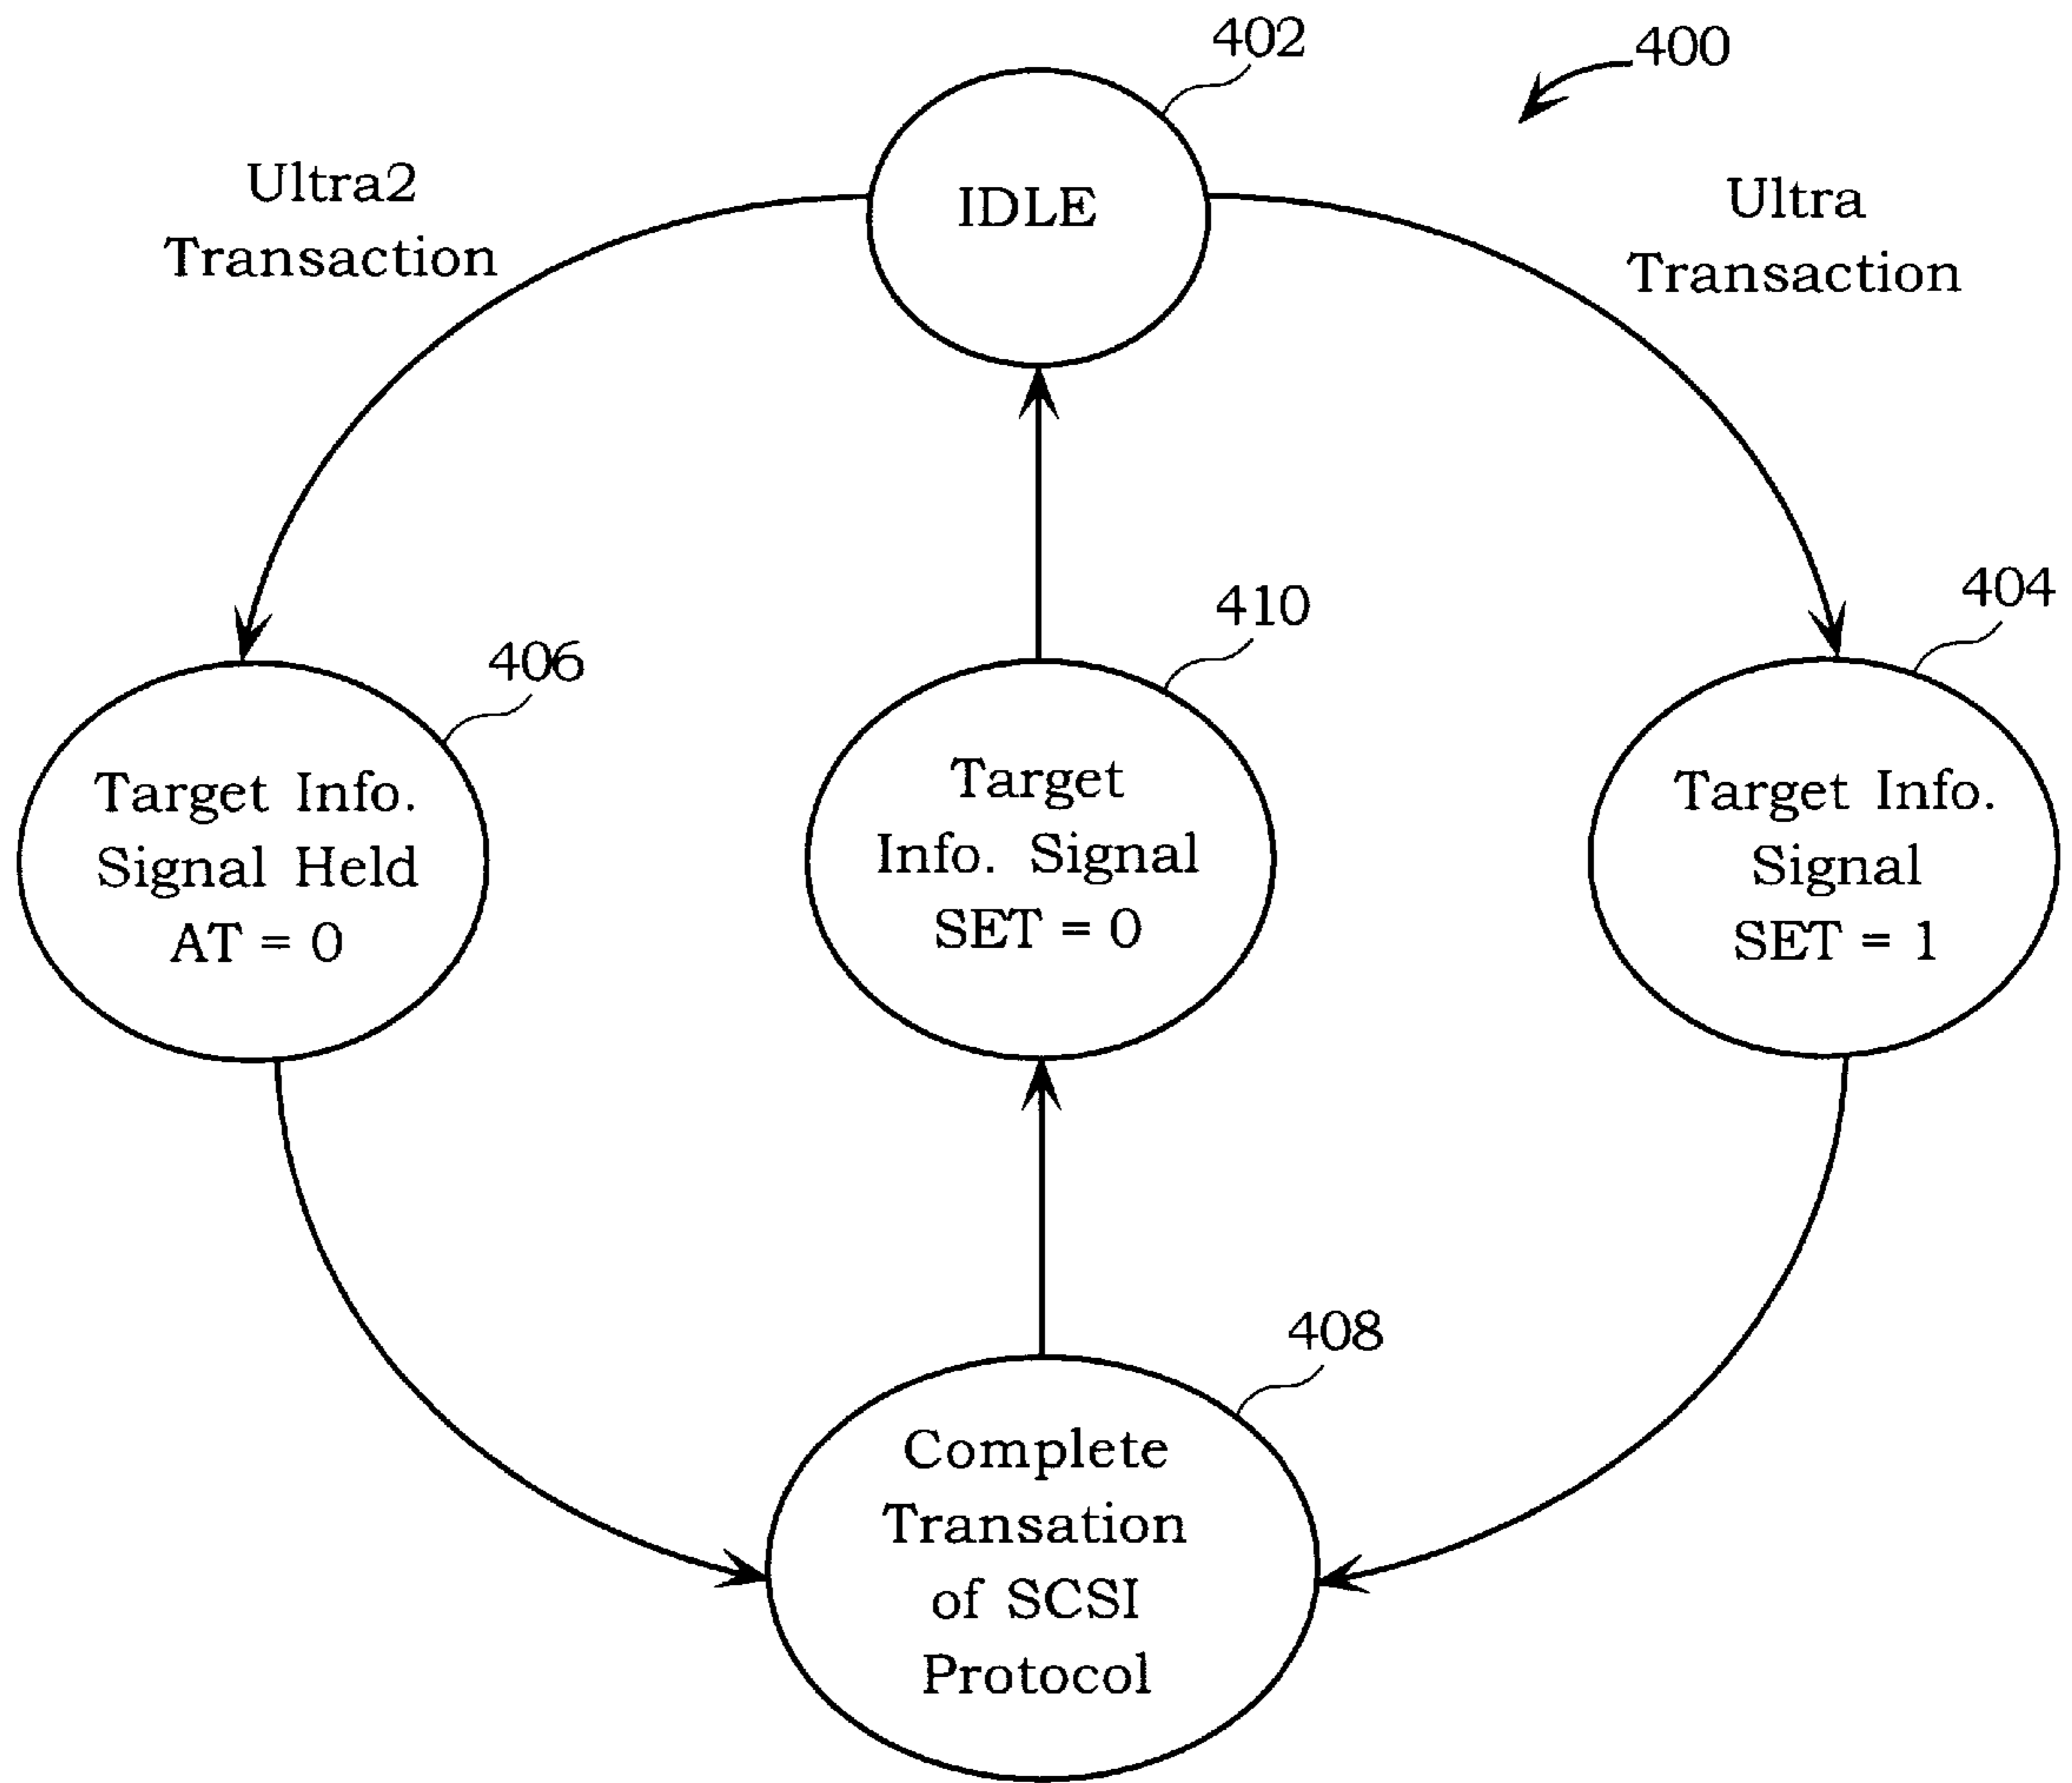 402
400
Ultra2
Transaction
IDLE
Ultra
Transaction
406
410
404
Target Info.
Signal Held
AT = 0
Target
Info. Signal
SET = 0
Target Info.
Signal
SET = 1
408
Complete
Transation
of SCSI
Protocol